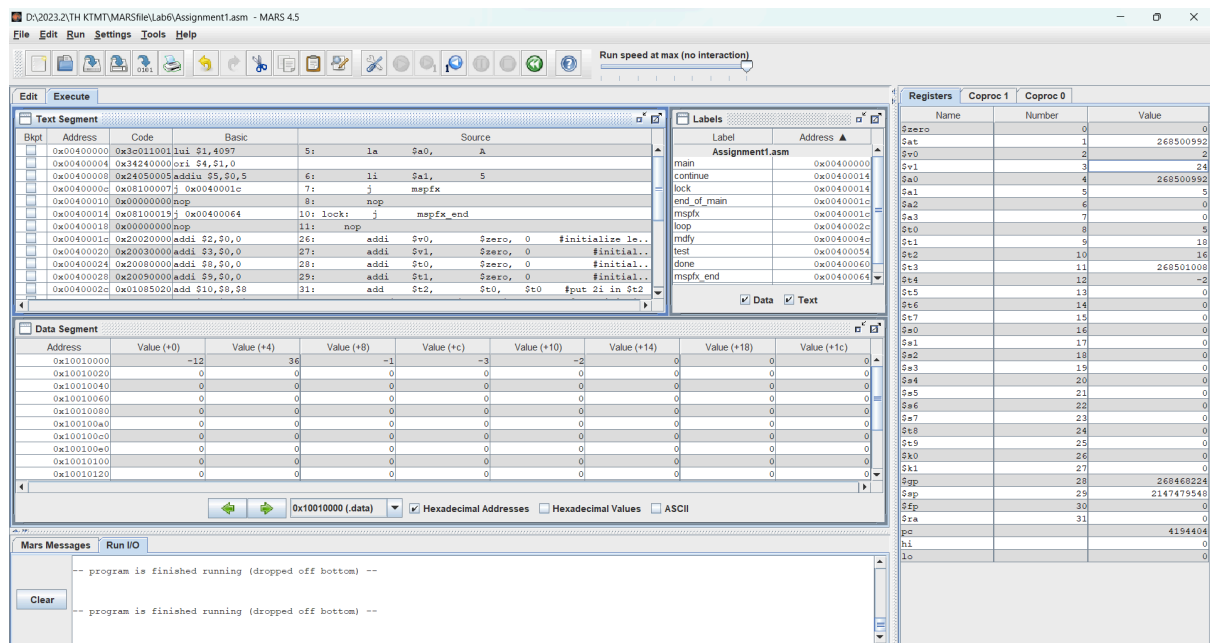 D:\2023.2\TH KTMT\MARSfile\Lab6\Assignment1.asm - MARS 4.5
File Edit Run Settings Tools Help
Run speed at max (no interaction)
Edit Execute
Text Segment
Bkpt Address Code Basic Source
0x00400000 0x3c011001 lui $1,4097 5: la $a0, A
0x00400004 0x34240000 ori $4,$1,0
0x00400008 0x24050005 addiu $5,$0,5 6: li $a1, 5
0x0040000c 0x08100007 j 0x0040001c 7: j mspfx
0x00400010 0x00000000 nop 8: nop
0x00400014 0x08100019 j 0x00400064 10: lock: j mspfx_end
0x00400018 0x00000000 nop 11: nop
0x0040001c 0x20020000 addi $2,$0,0 26: addi $v0, $zero, 0 #initialize le..
0x00400020 0x20030000 addi $3,$0,0 27: addi $v1, $zero, 0 #initial..
0x00400024 0x20080000 addi $8,$0,0 28: addi $t0, $zero, 0 #initial..
0x00400028 0x20090000 addi $9,$0,0 29: addi $t1, $zero, 0 #initial..
0x0040002c 0x01085020 add $10,$8,$8 31: add $t2, $t0, $t0 #put 2i in $t2
Labels
Label Address ▲
Assignment1.asm
main 0x00400000
continue 0x00400014
lock 0x00400014
end_of_main 0x0040001c
mspfx 0x0040001c
loop 0x0040002c
mdfy 0x0040004c
test 0x00400054
done 0x00400060
mspfx_end 0x00400064
Data Text
Data Segment
Address Value (+0) Value (+4) Value (+8) Value (+c) Value (+10) Value (+14) Value (+18) Value (+1c)
0x10010000 -12 36 -1 -3 -2 0 0 0
0x10010020 0 0 0 0 0 0 0 0
0x10010040 0 0 0 0 0 0 0 0
0x10010060 0 0 0 0 0 0 0 0
0x10010080 0 0 0 0 0 0 0 0
0x100100a0 0 0 0 0 0 0 0 0
0x100100c0 0 0 0 0 0 0 0 0
0x100100e0 0 0 0 0 0 0 0 0
0x10010100 0 0 0 0 0 0 0 0
0x10010120 0 0 0 0 0 0 0 0
0x10010000 (.data) Hexadecimal Addresses Hexadecimal Values ASCII
Mars Messages Run I/O
Clear
-- program is finished running (dropped off bottom) --
-- program is finished running (dropped off bottom) --
Registers Coproc 1 Coproc 0
Name Number Value
$zero 0 0
$at 1 268500992
$v0 2 2
$v1 3 24
$a0 4 268500992
$a1 5 5
$a2 6 0
$a3 7 0
$t0 8 5
$t1 9 18
$t2 10 16
$t3 11 268501008
$t4 12 -2
$t5 13 0
$t6 14 0
$t7 15 0
$s0 16 0
$s1 17 0
$s2 18 0
$s3 19 0
$s4 20 0
$s5 21 0
$s6 22 0
$s7 23 0
$t8 24 0
$t9 25 0
$k0 26 0
$k1 27 0
$gp 28 268468224
$sp 29 2147479548
$fp 30 0
$ra 31 0
pc 4194404
hi 0
lo 0